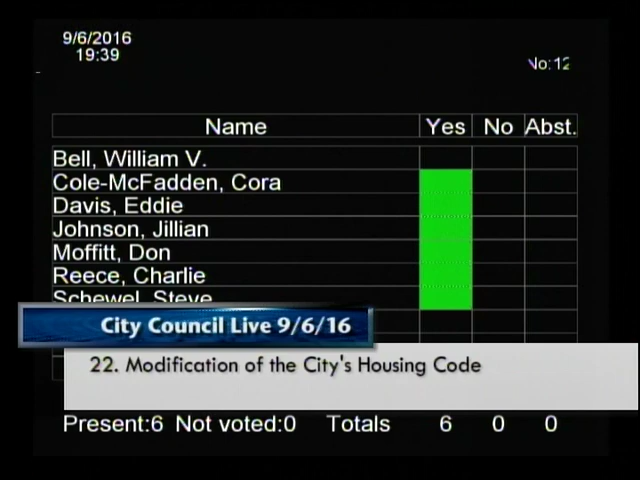 9/6/2016
19:39
No:12
Name Yes No Abst.
Bell, William V.
Cole-McFadden, Cora
Davis, Eddie
Johnson, Jillian
Moffitt, Don
Reece, Charlie
Schewel, Steve
City Council Live 9/6/16
22. Modification of the City's Housing Code
Present:6 Not voted:0 Totals 6 0 0